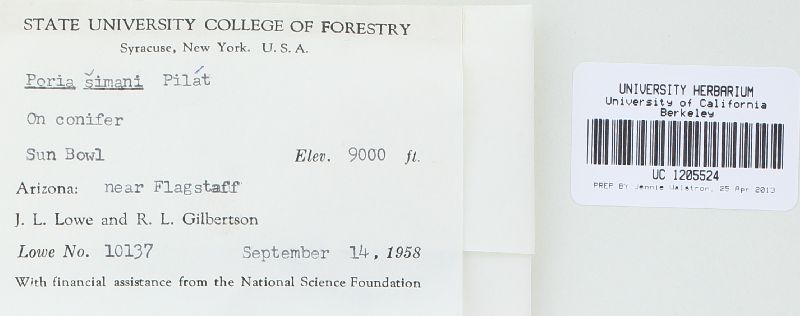 STATE UNIVERSITY COLLEGE OF FORESTRY
Syracuse, New York. U. S. A.
Poria šimani Pilát
On conifer
Sun Bowl Elev. 9000 ft.
Arizona: near Flagstaff
J. L. Lowe and R. L. Gilbertson
Lowe No. 10137 September 14, 1958
With financial assistance from the National Science Foundation
UNIVERSITY HERBARIUM
University of California
Berkeley
UC 1205524
PREP BY Jennie Walstron, 25 Apr 2013